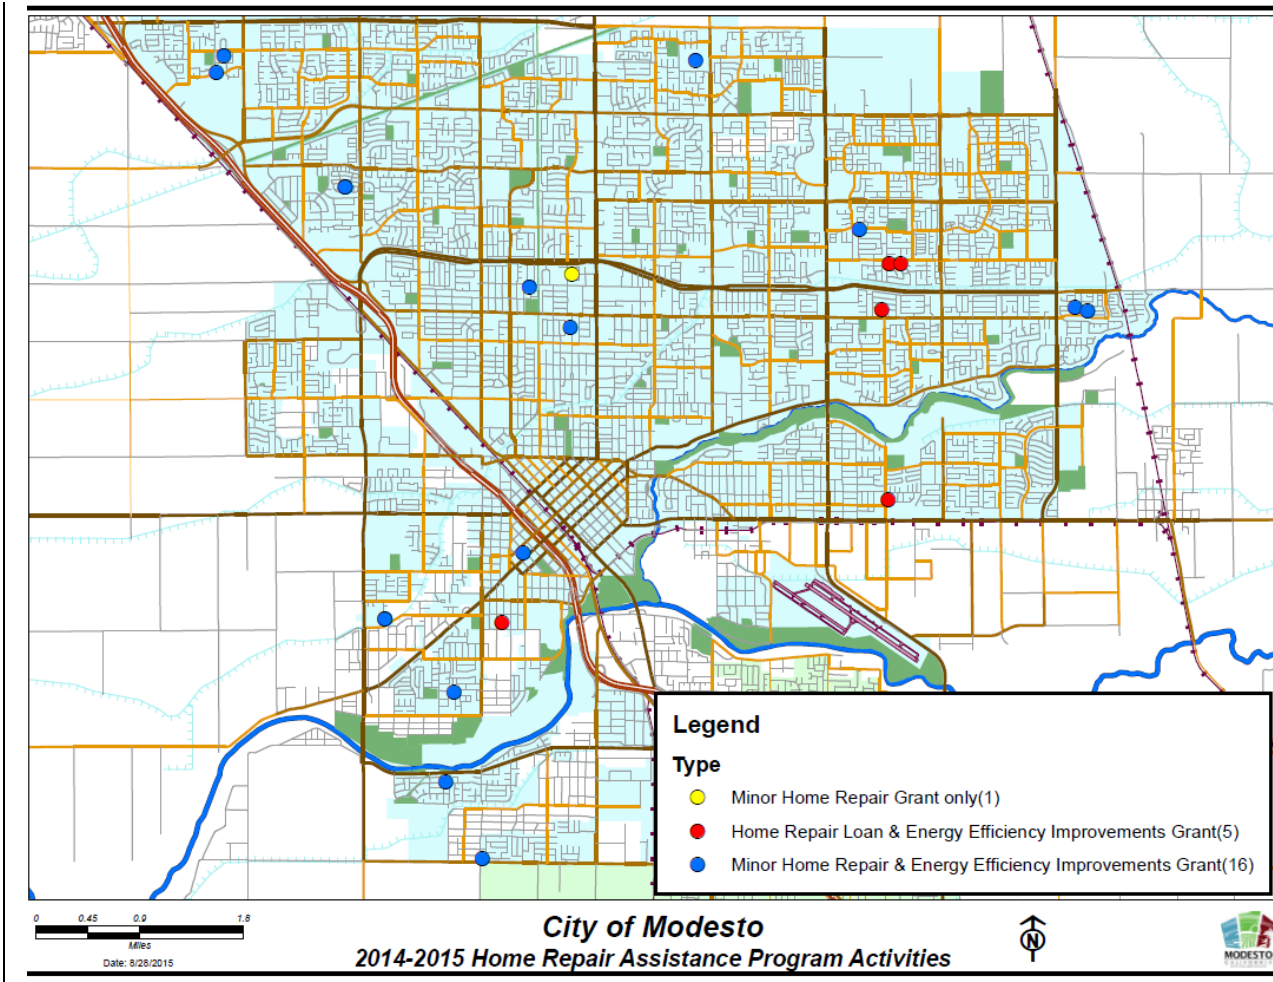 Legend
Type
Minor Home Repair Grant only(1)
Home Repair Loan & Energy Efficiency Improvements Grant(5)
Minor Home Repair & Energy Efficiency Improvements Grant(16)
0 0.45 0.9 1.8
Miles
Date: 8/28/2015
City of Modesto
2014-2015 Home Repair Assistance Program Activities
N
MODESTO
CALIFORNIA